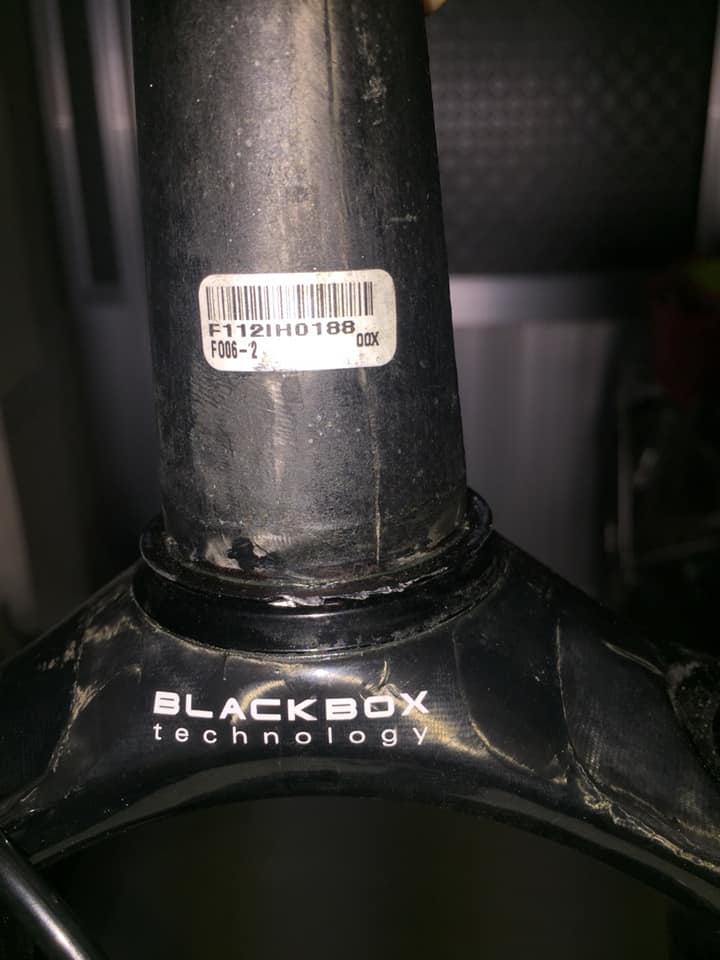 F112IH0188
F006-2 00X
BLACKBOX
technology